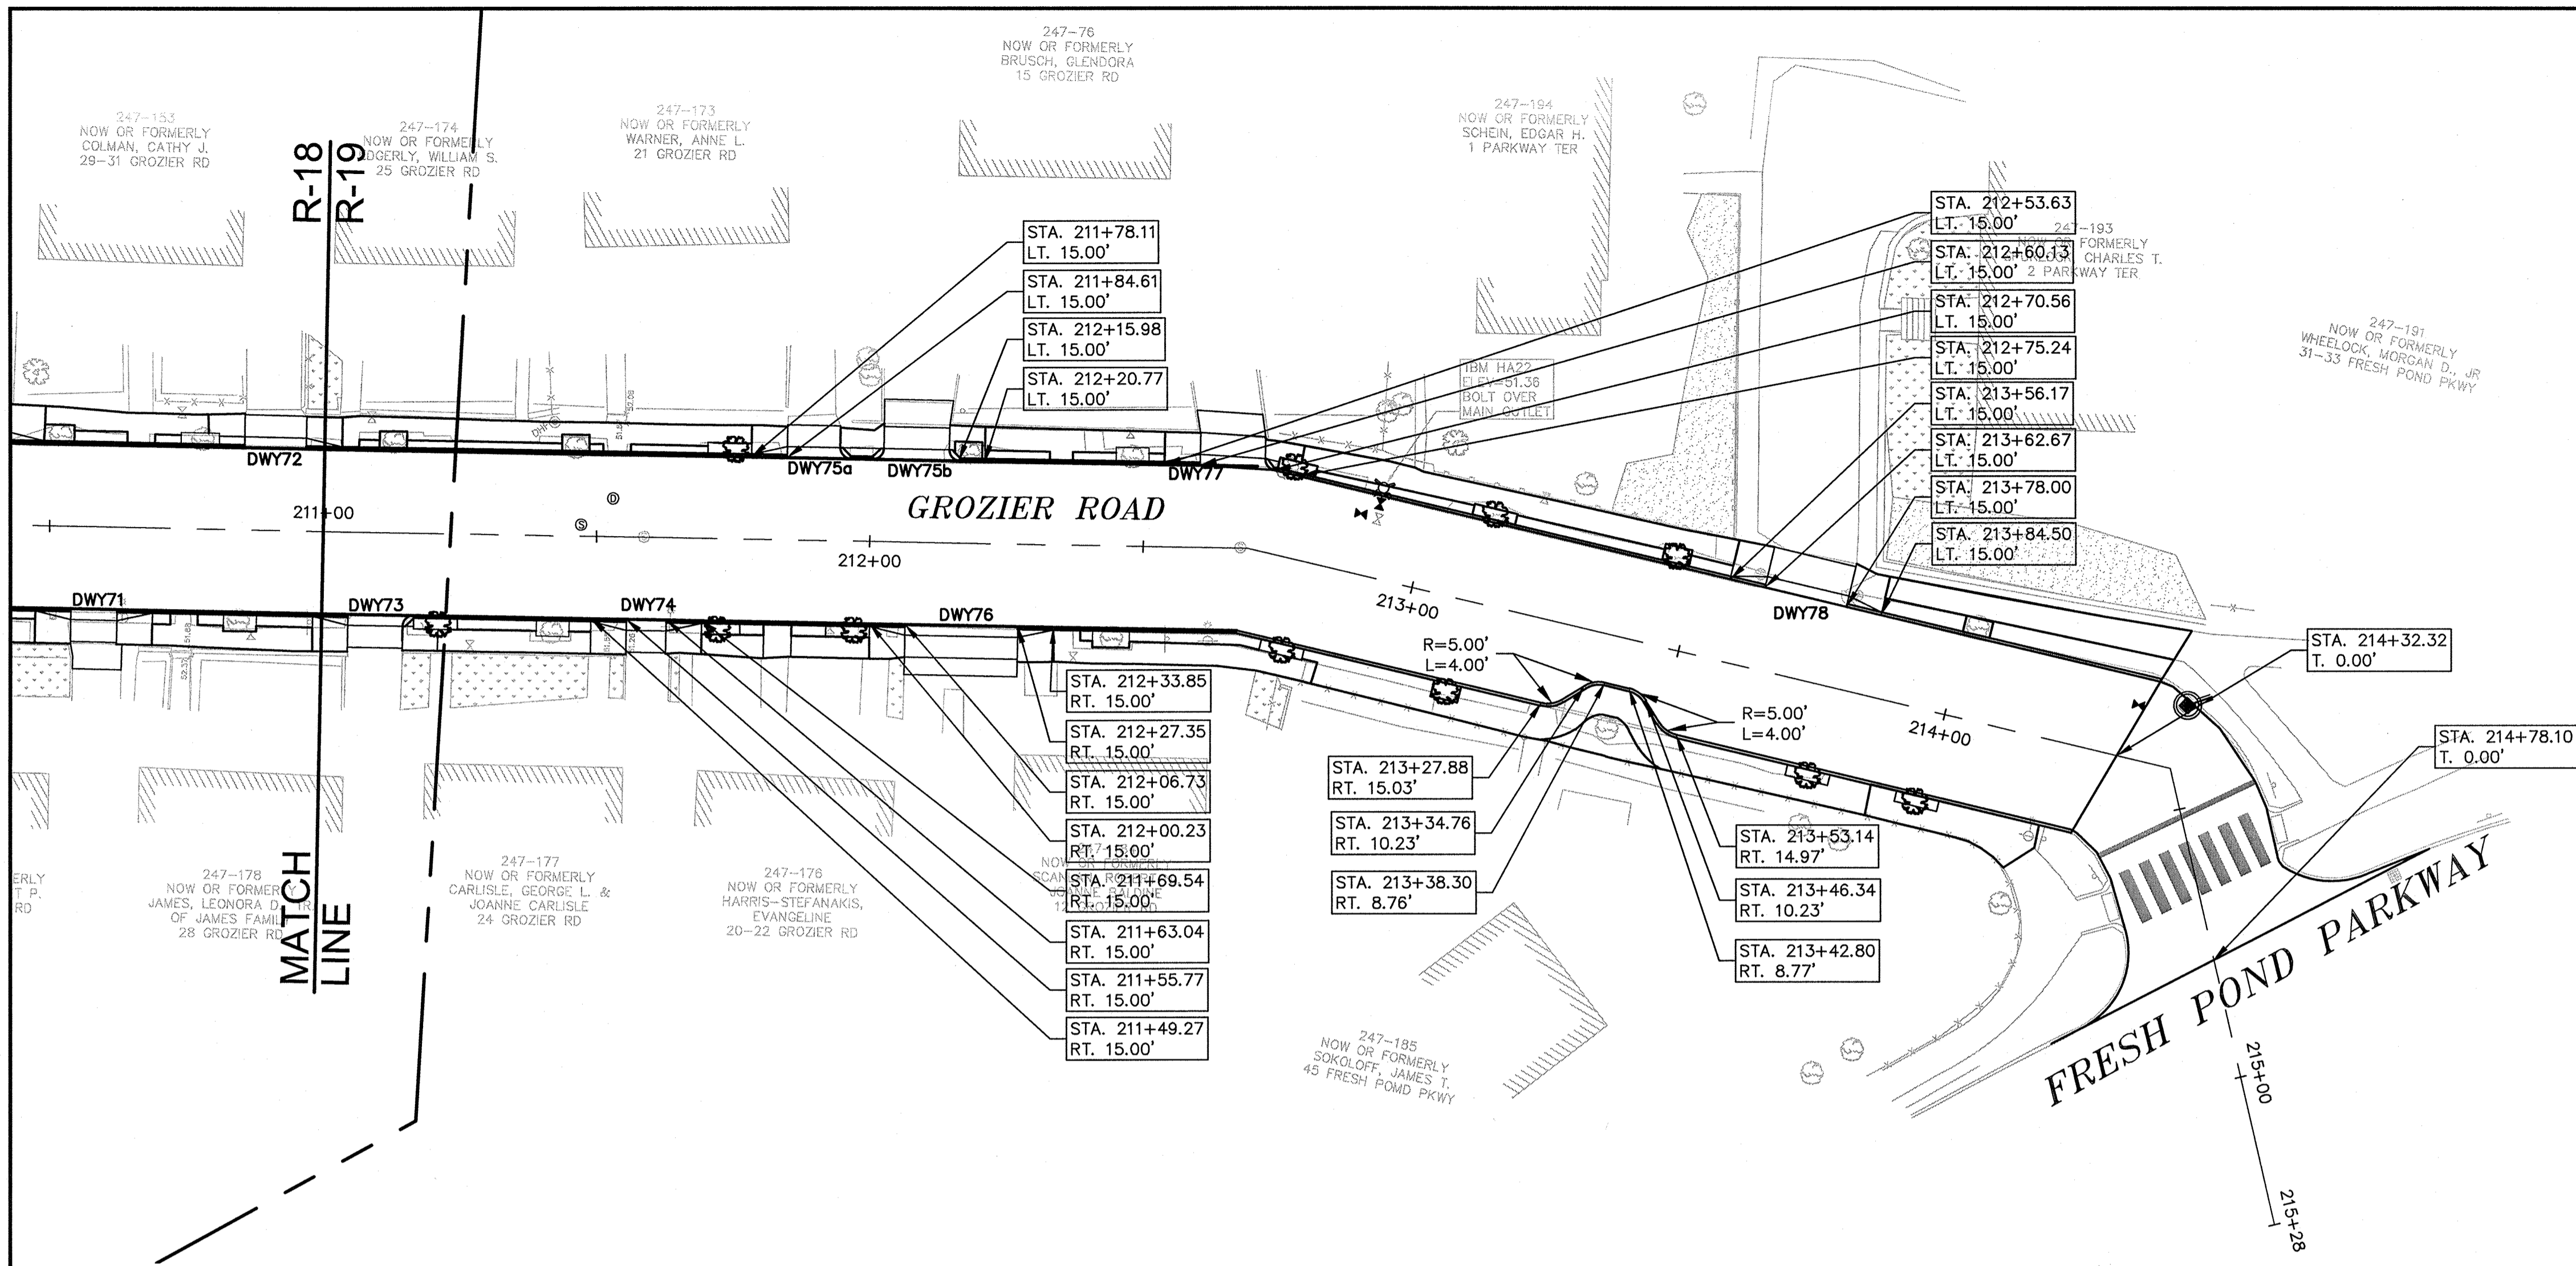 247-76
NOW OR FORMERLY
BRUSCH, GLENDORA
15 GROZIER RD
247-153
NOW OR FORMERLY
COLMAN, CATHY J.
29-31 GROZIER RD
R-18
R-19
247-174
NOW OR FORMERLY
WILLIAM S.
25 GROZIER RD
247-173
NOW OR FORMERLY
WARNER, ANNE L.
21 GROZIER RD
247-194
NOW OR FORMERLY
SCHEIN, EDGAR H.
1 PARKWAY TER
247-193
NOW OR FORMERLY
CHARLES T.
2 PARKWAY TER
247-191
NOW OR FORMERLY
WHEELOCK, MORGAN D., JR
31-33 FRESH POND PKWY
STA. 211+78.11
LT. 15.00'
STA. 211+84.61
LT. 15.00'
STA. 212+15.98
LT. 15.00'
STA. 212+20.77
LT. 15.00'
STA. 212+53.63
LT. 15.00'
STA. 212+60.13
LT. 15.00'
STA. 212+70.56
LT. 15.00'
STA. 212+75.24
LT. 15.00'
STA. 213+56.17
LT. 15.00'
STA. 213+62.67
LT. 15.00'
STA. 213+78.00
LT. 15.00'
STA. 213+84.50
LT. 15.00'
TBM HA22
ELEV=51.36
BOLT OVER
MAIN OUTLET
DWY72
DWY75a
DWY75b
DWY77
D
S
GROZIER ROAD
211+00
212+00
213+00
214+00
DWY71
DWY73
DWY74
DWY76
DWY78
R=5.00'
L=4.00'
R=5.00'
L=4.00'
STA. 214+32.32
T. 0.00'
STA. 214+78.10
T. 0.00'
STA. 212+33.85
RT. 15.00'
STA. 212+27.35
RT. 15.00'
STA. 212+06.73
RT. 15.00'
STA. 212+00.23
RT. 15.00'
STA. 211+69.54
RT. 15.00'
STA. 211+63.04
RT. 15.00'
STA. 211+55.77
RT. 15.00'
STA. 211+49.27
RT. 15.00'
STA. 213+27.88
RT. 15.03'
STA. 213+34.76
RT. 10.23'
STA. 213+38.30
RT. 8.76'
STA. 213+53.14
RT. 14.97'
STA. 213+46.34
RT. 10.23'
STA. 213+42.80
RT. 8.77'
ERLY
T P.
RD
247-178
NOW OR FORMERLY
JAMES, LEONORA D.
OF JAMES
28 GROZIER RD
MATCH
LINE
247-177
NOW OR FORMERLY
CARLISLE, GEORGE L. &
JOANNE CARLISLE
24 GROZIER RD
247-176
NOW OR FORMERLY
HARRIS-STEFANAKIS,
EVANGELINE
20-22 GROZIER RD
247-185
NOW OR FORMERLY
SOKOLOFF, JAMES T.
45 FRESH POMD PKWY
FRESH POND PARKWAY
215+00
215+28